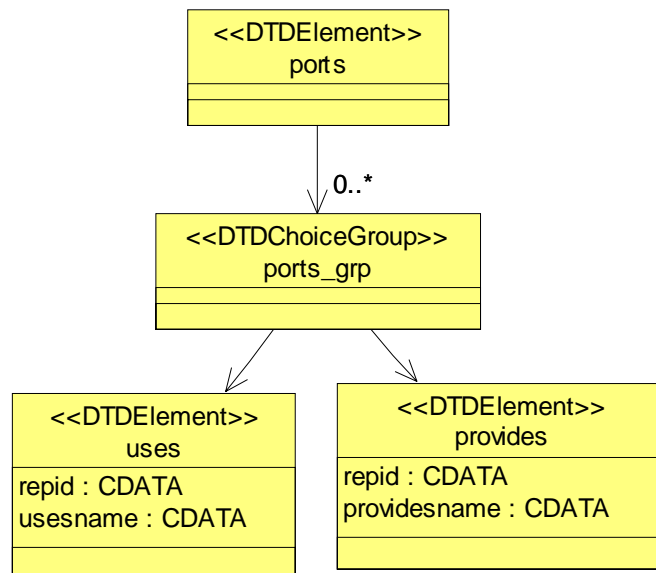 <<DTDElement>>
ports
0..*
<<DTDChoiceGroup>>
ports_grp
<<DTDElement>>
uses
repid : CDATA
usesname : CDATA
<<DTDElement>>
provides
repid : CDATA
providesname : CDATA